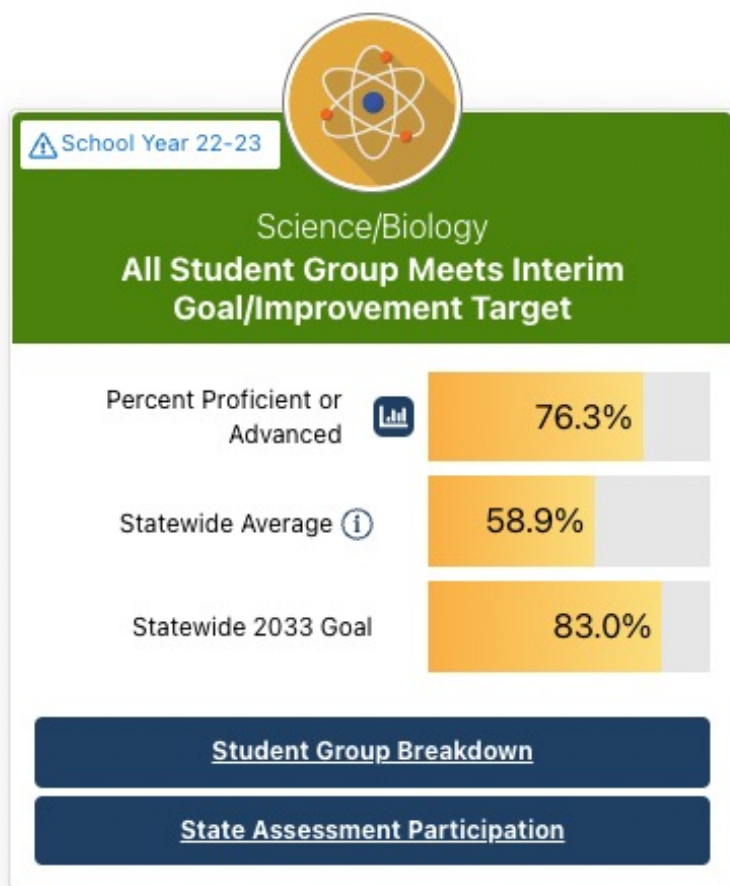 School Year 22-23
Science/Biology
All Student Group Meets Interim
Goal/Improvement Target
Percent Proficient or
Advanced
76.3%
Statewide Average
58.9%
Statewide 2033 Goal
83.0%
Student Group Breakdown
State Assessment Participation